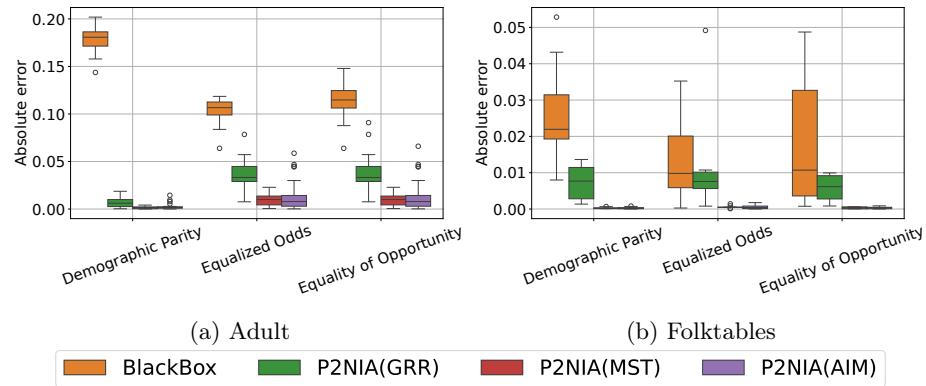 Absolute error
0.20
0.15
0.10
0.05
0.00
Demographic Parity
Equalized Odds
Equality of Opportunity
(a) Adult
Absolute error
0.05
0.04
0.03
0.02
0.01
0.00
Demographic Parity
Equalized Odds
Equality of Opportunity
(b) Folktables
BlackBox P2NIA(GRR) P2NIA(MST) P2NIA(AIM)